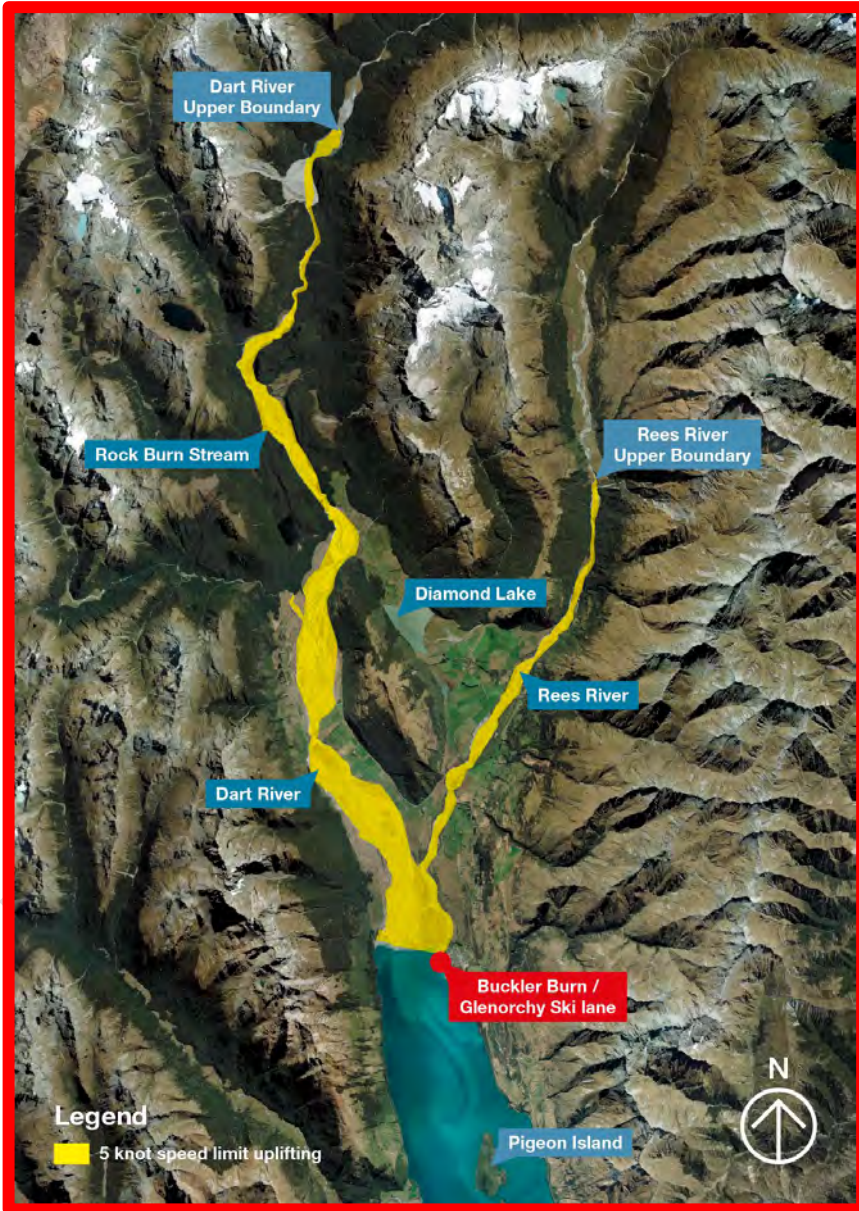 Dart River
Upper Boundary
Rock Burn Stream
Rees River
Upper Boundary
Diamond Lake
Rees River
Dart River
Buckler Burn /
Glenorchy Ski lane
N
Legend
5 knot speed limit uplifting
Pigeon Island